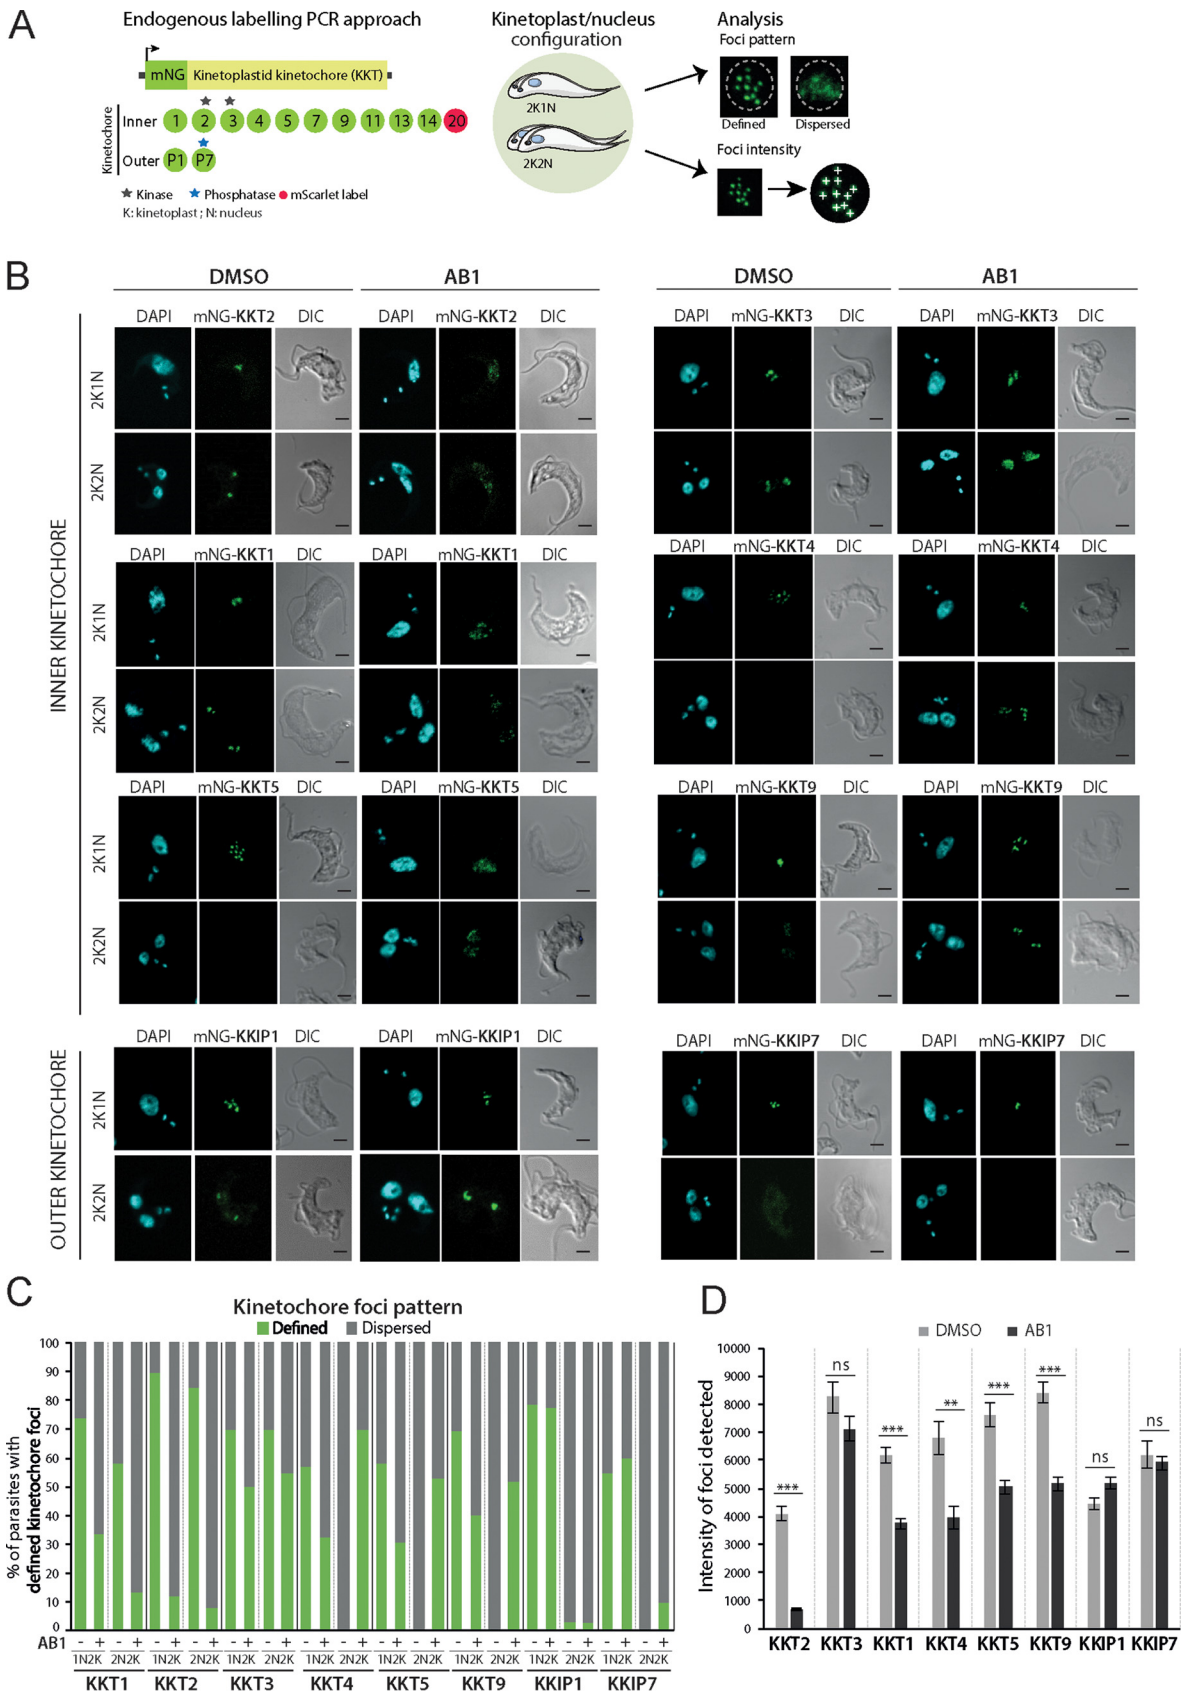 A
Endogenous labelling PCR approach
mNG Kinetoplastid kinetochore (KKT)
Kinetochore
Inner 1 2 3 4 5 7 9 11 13 14 20
Outer P1 P7
Kinase Phosphatase mScarlet label
K: kinetoplast ; N: nucleus
Kinetoplast/nucleus
configuration
2K1N
2K2N
Analysis
Foci pattern
Defined Dispersed
Foci intensity
B
DMSO AB1 DMSO AB1
INNER KINETOCHORE
DAPI mNG-KKT2 DIC DAPI mNG-KKT2 DIC DAPI mNG-KKT3 DIC DAPI mNG-KKT3 DIC
2K1N
2K2N
DAPI mNG-KKT1 DIC DAPI mNG-KKT1 DIC DAPI mNG-KKT4 DIC DAPI mNG-KKT4 DIC
2K1N
2K2N
DAPI mNG-KKT5 DIC DAPI mNG-KKT5 DIC DAPI mNG-KKT9 DIC DAPI mNG-KKT9 DIC
2K1N
2K2N
OUTER KINETOCHORE
DAPI mNG-KKIP1 DIC DAPI mNG-KKIP1 DIC DAPI mNG-KKIP7 DIC DAPI mNG-KKIP7 DIC
2K1N
2K2N
C
Kinetochore foci pattern
Defined Dispersed
% of parasites with
defined kinetochore foci
100
90
80
70
60
50
40
30
20
10
0
AB1 - + - + - + - + - + - + - + - + - + - + - + - + - + - + - + - +
1N2K 2N2K 1N2K 2N2K 1N2K 2N2K 1N2K 2N2K 1N2K 2N2K 1N2K 2N2K 1N2K 2N2K 1N2K 2N2K
KKT1 KKT2 KKT3 KKT4 KKT5 KKT9 KKIP1 KKIP7
D
DMSO AB1
Intensity of foci detected
10000
9000
8000
7000
6000
5000
4000
3000
2000
1000
0
*** ns *** ** *** *** ns ns
KKT2 KKT3 KKT1 KKT4 KKT5 KKT9 KKIP1 KKIP7